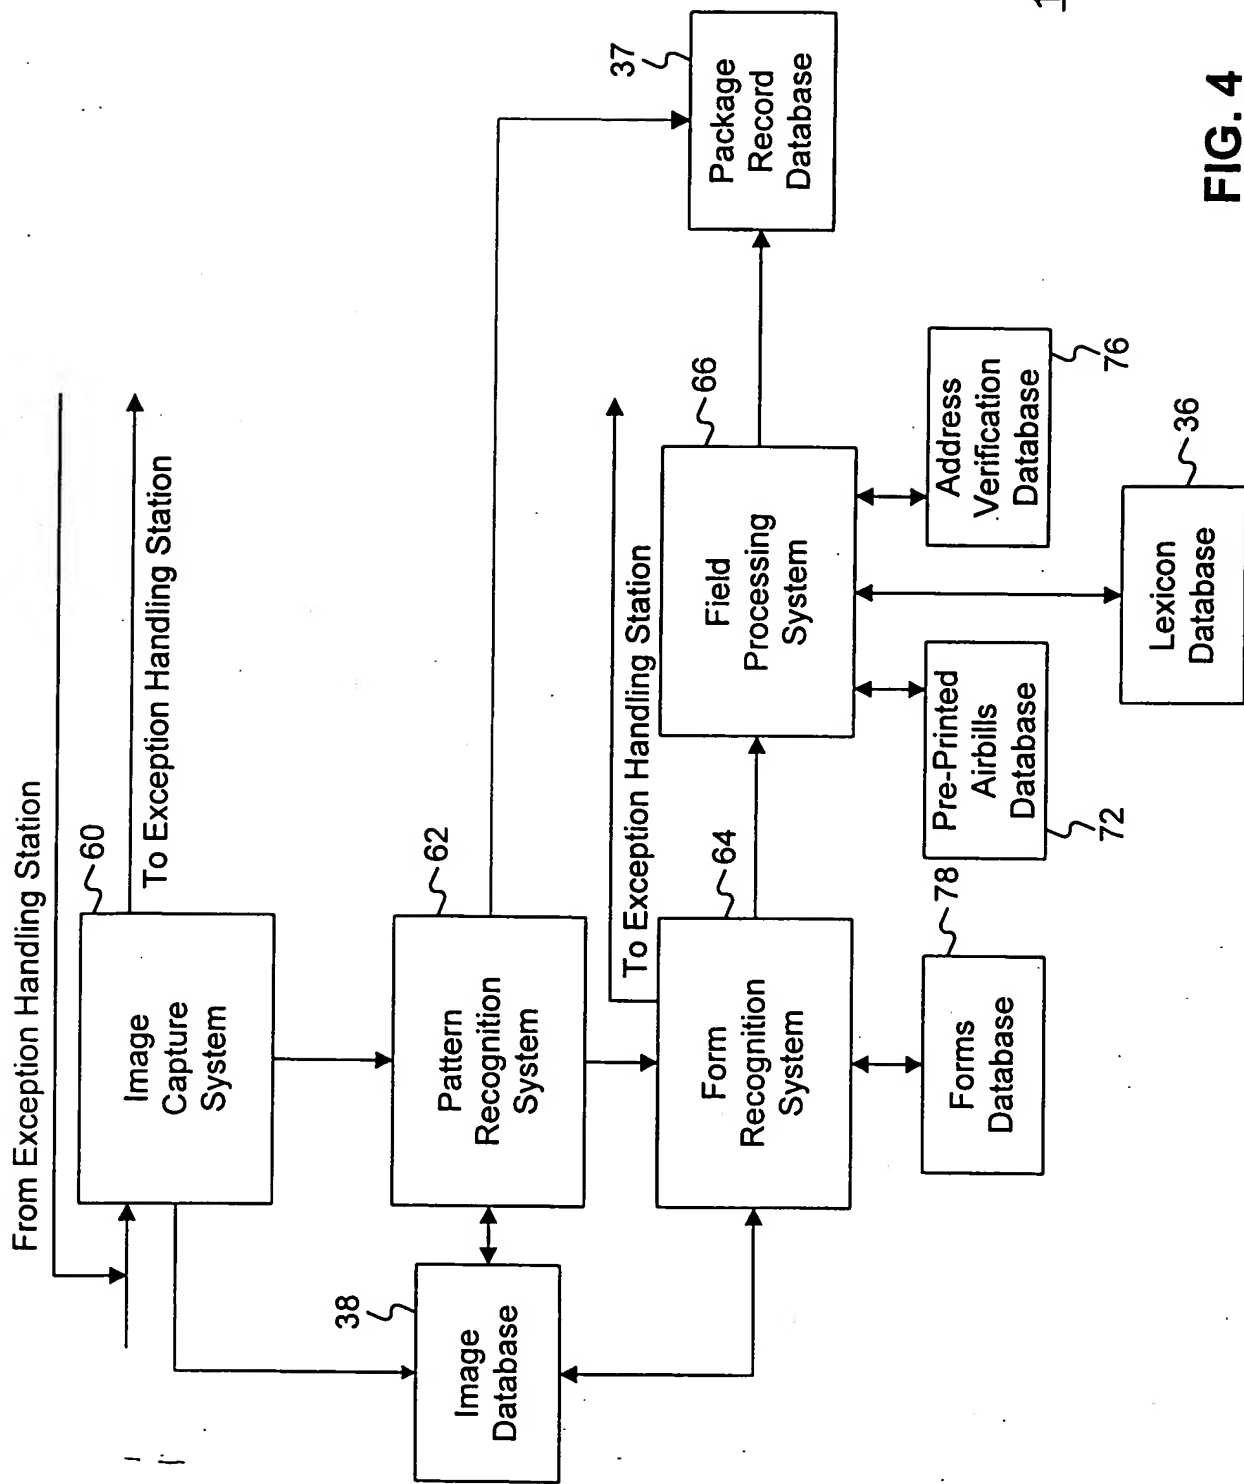 From Exception Handling Station
60
Image
Capture
System
To Exception Handling Station
38
Image
Database
62
Pattern
Recognition
System
37
Package
Record
Database
To Exception Handling Station
64
Form
Recognition
System
66
Field
Processing
System
78
Forms
Database
72
Pre-Printed
Airbills
Database
Address
Verification
Database
76
36
Lexicon
Database
FIG. 4